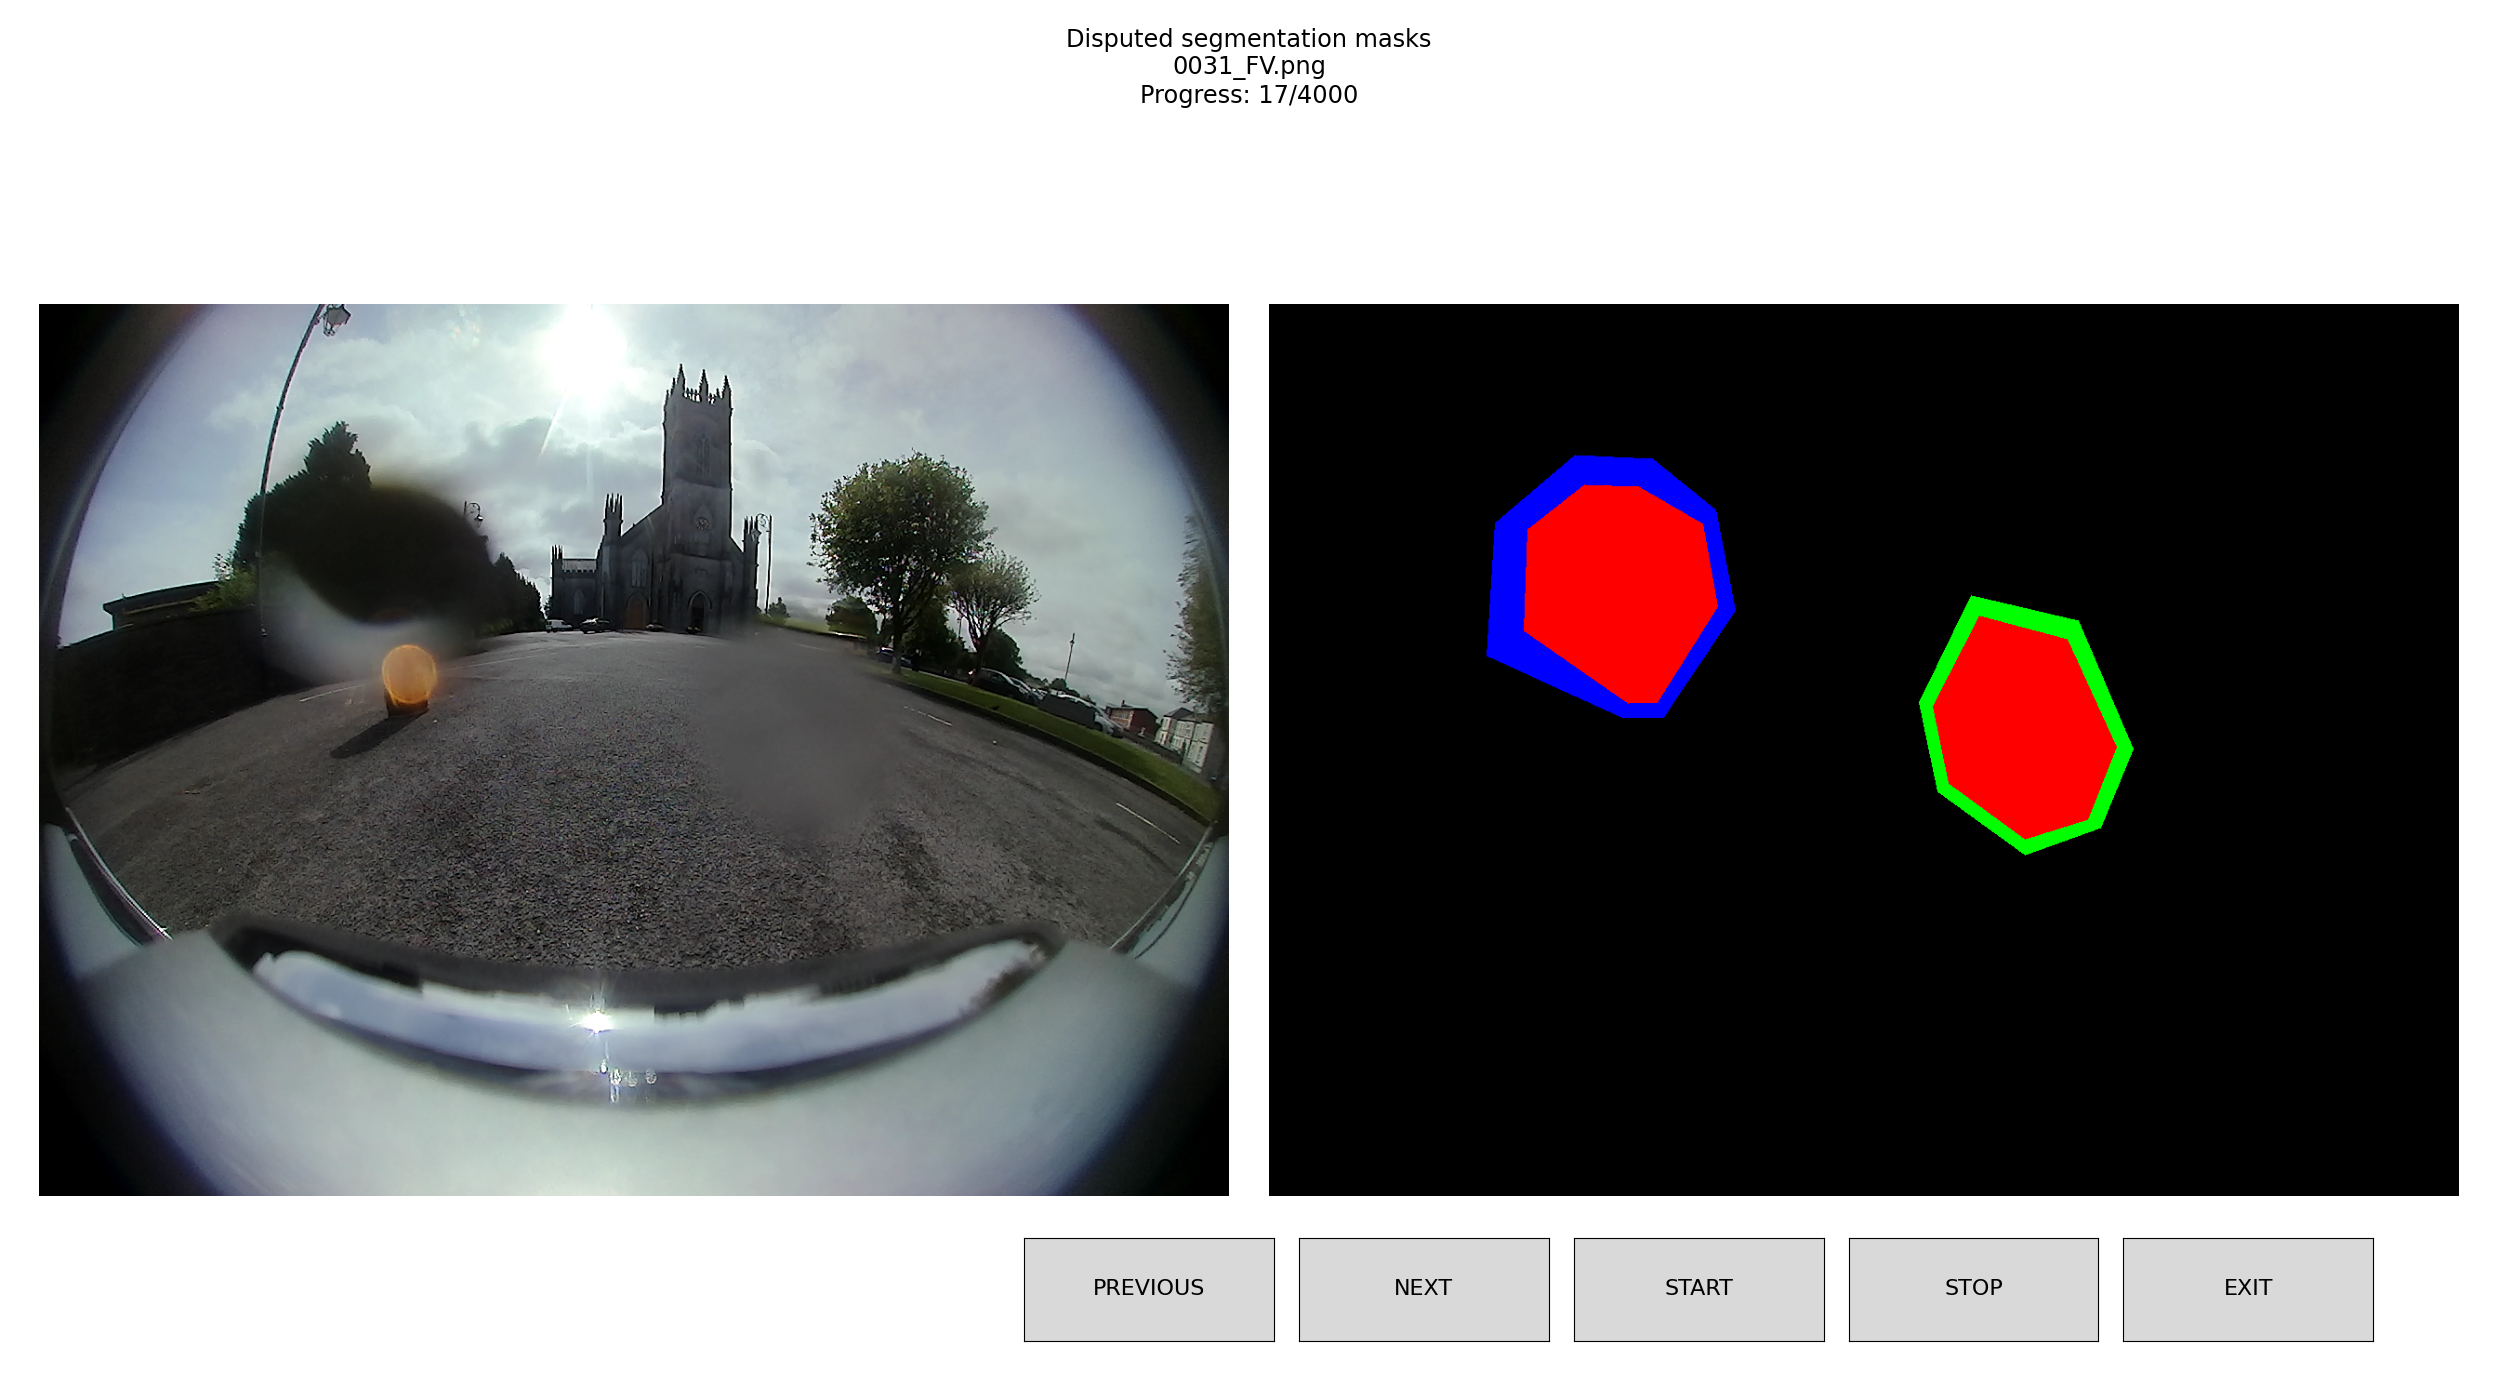 Disputed segmentation masks
0031_FV.png
Progress: 17/4000
PREVIOUS
NEXT
START
STOP
EXIT